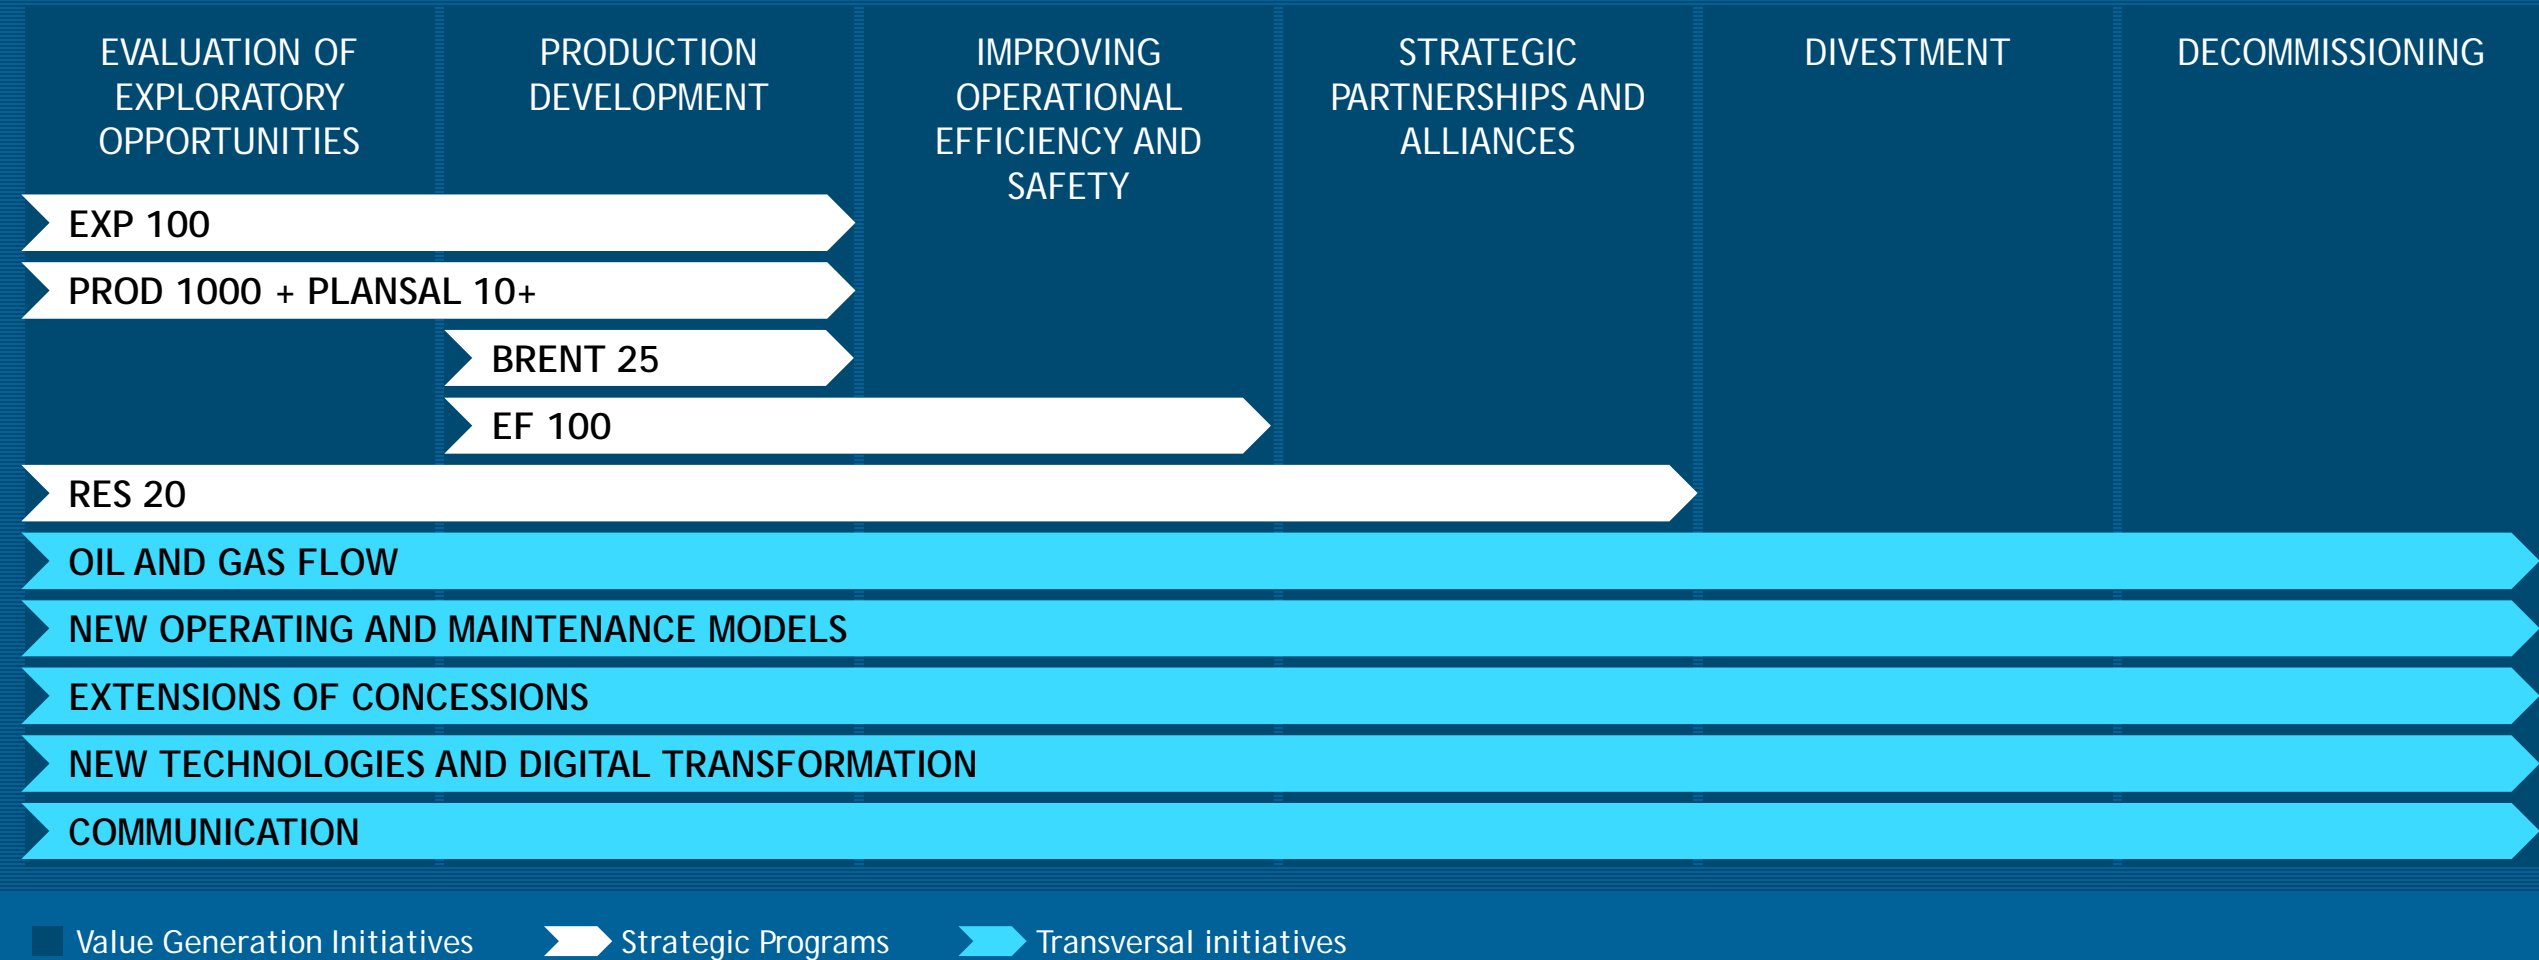 EVALUATION OF
EXPLORATORY
OPPORTUNITIES
PRODUCTION
DEVELOPMENT
IMPROVING
OPERATIONAL
EFFICIENCY AND
SAFETY
STRATEGIC
PARTNERSHIPS AND
ALLIANCES
DIVESTMENT
DECOMMISSIONING
EXP 100
PROD 1000 + PLANSAL 10+
BRENT 25
EF 100
RES 20
OIL AND GAS FLOW
NEW OPERATING AND MAINTENANCE MODELS
EXTENSIONS OF CONCESSIONS
NEW TECHNOLOGIES AND DIGITAL TRANSFORMATION
COMMUNICATION
Value Generation Initiatives
Strategic Programs
Transversal initiatives